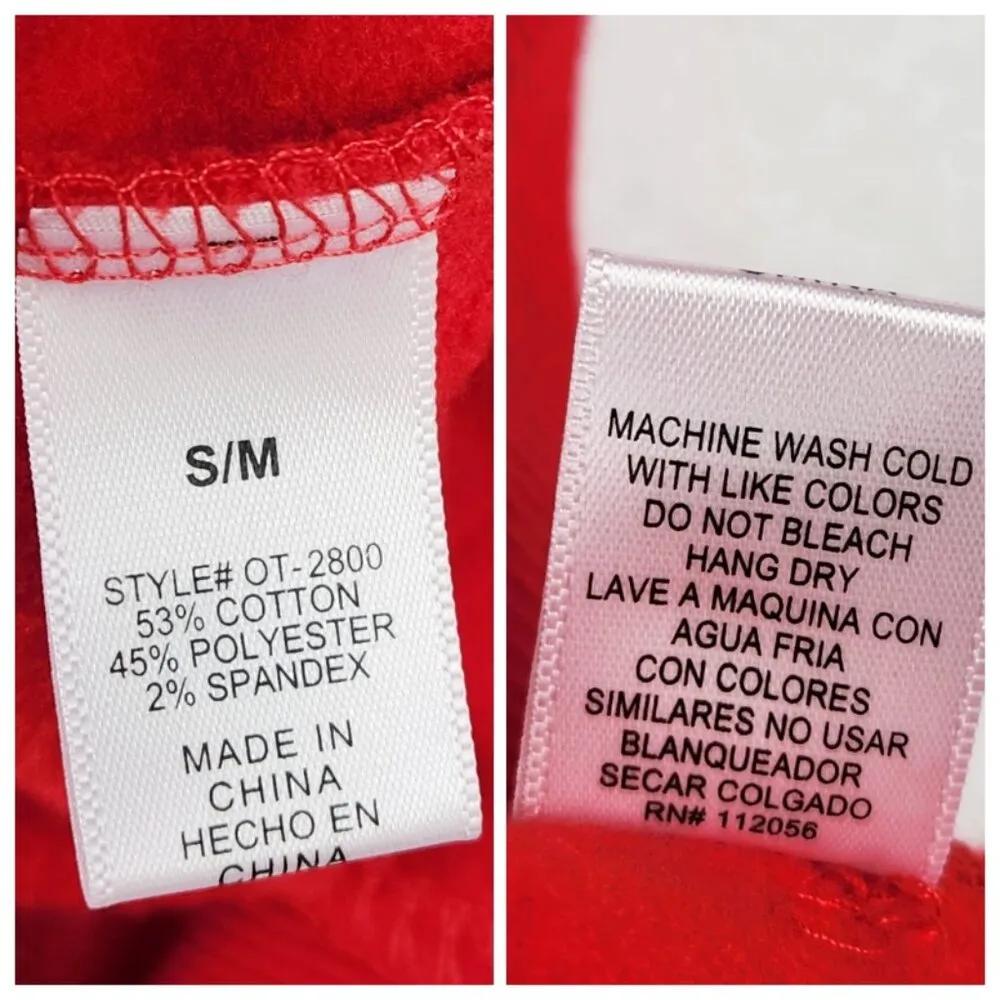 S/M
STYLE# OT-2800
53% COTTON
45% POLYESTER
2% SPANDEX
MADE IN
CHINA
HECHO EN
CHINA
MACHINE WASH COLD
WITH LIKE COLORS
DO NOT BLEACH
HANG DRY
LAVE A MAQUINA CON
AGUA FRIA
CON COLORES
SIMILARES NO USAR
BLANQUEADOR
SECAR COLGADO
RN# 112056